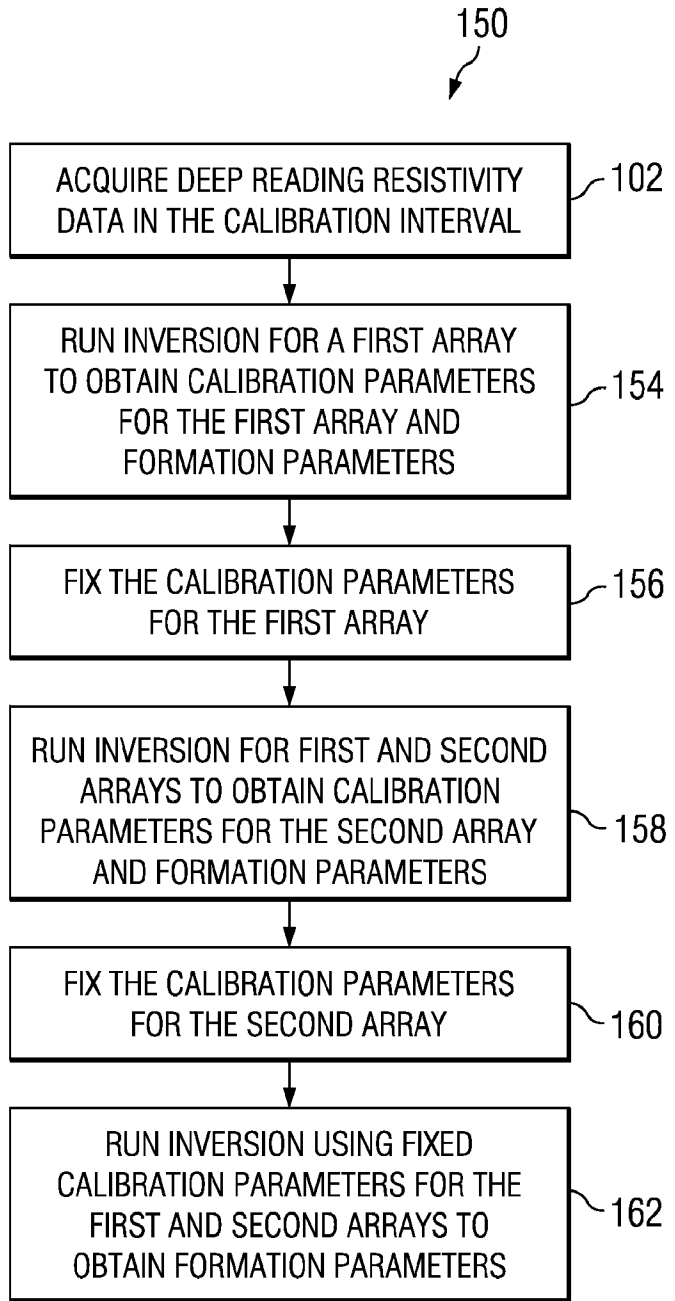 150
ACQUIRE DEEP READING RESISTIVITY
DATA IN THE CALIBRATION INTERVAL
102
RUN INVERSION FOR A FIRST ARRAY
TO OBTAIN CALIBRATION PARAMETERS
FOR THE FIRST ARRAY AND
FORMATION PARAMETERS
154
FIX THE CALIBRATION PARAMETERS
FOR THE FIRST ARRAY
156
RUN INVERSION FOR FIRST AND SECOND
ARRAYS TO OBTAIN CALIBRATION
PARAMETERS FOR THE SECOND ARRAY
AND FORMATION PARAMETERS
158
FIX THE CALIBRATION PARAMETERS
FOR THE SECOND ARRAY
160
RUN INVERSION USING FIXED
CALIBRATION PARAMETERS FOR THE
FIRST AND SECOND ARRAYS TO
OBTAIN FORMATION PARAMETERS
162